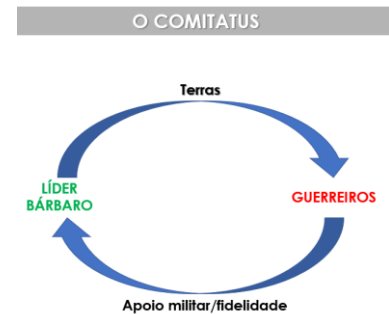 O COMITATUS
Terras
LÍDER
BÁRBARO
GUERREIROS
Apoio militar/fidelidade